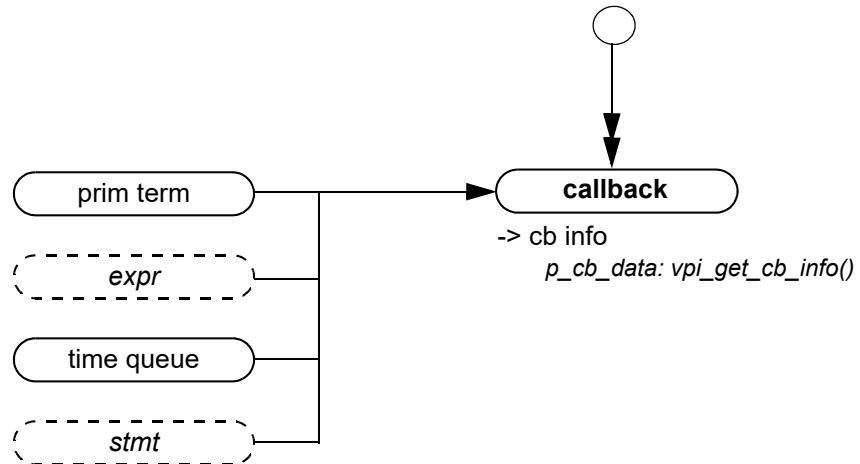 prim term
callback
-> cb info
expr
p_cb_data: vpi_get_cb_info()
time queue
stmt